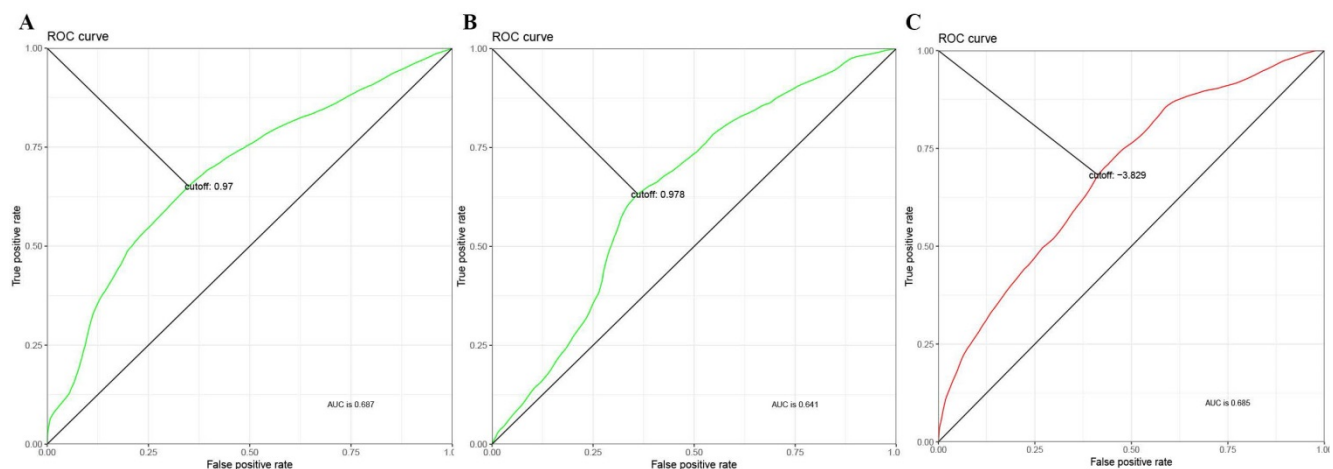 A
ROC curve
1.00
0.75
0.50
0.25
0.00
True positive rate
cutoff: 0.97
AUC is 0.687
0.00
0.25
0.50
0.75
1.0
False positive rate
B
ROC curve
1.00
0.75
0.50
0.25
0.00
True positive rate
cutoff: 0.978
AUC is 0.641
0.00
0.25
0.50
0.75
1.0
False positive rate
C
ROC curve
1.00
0.75
0.50
0.25
0.00
True positive rate
cutoff: −3.829
AUC is 0.685
0.00
0.25
0.50
0.75
1.00
False positive rate